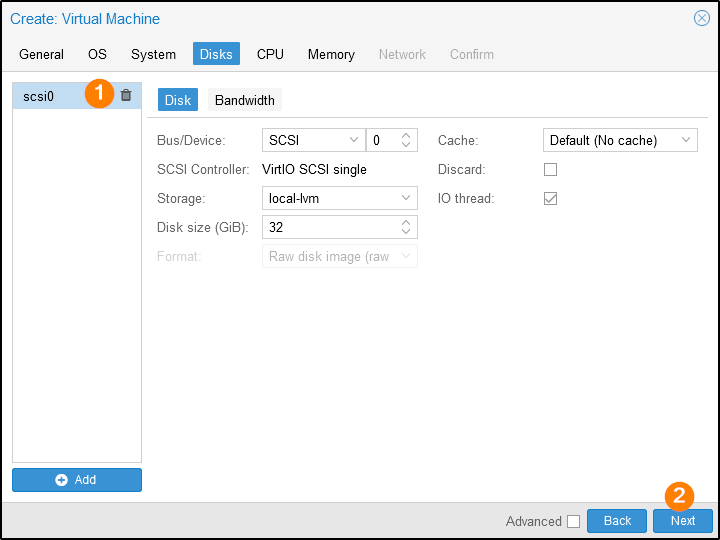 Create: Virtual Machine
General OS System Disks CPU Memory Network Confirm
scsi0 1
Disk Bandwidth
Bus/Device: SCSI 0 Cache: Default (No cache)
SCSI Controller: VirtIO SCSI single Discard:
Storage: local-lvm IO thread:
Disk size (GiB): 32
Format: Raw disk image (raw
Add
2
Advanced Back Next